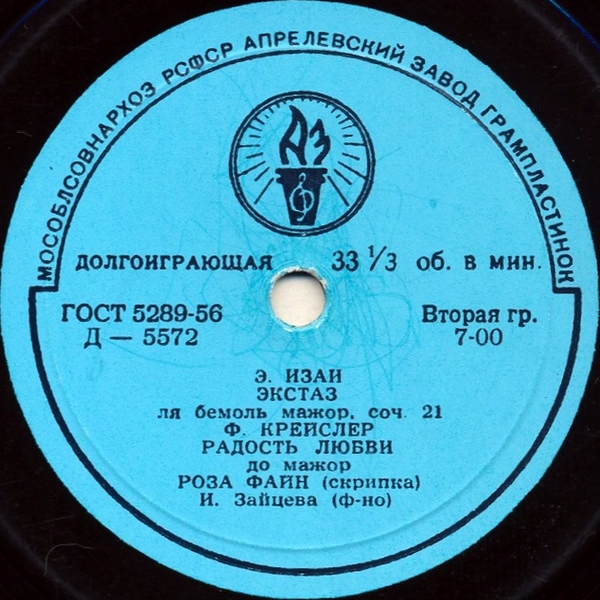 МОСОБЛСОВНАРХОЗ РСФСР АПРЕЛЕВСКИЙ ЗАВОД ГРАМПЛАСТИНОК
АЗ
ДОЛГОИГРАЮЩАЯ 33 1/3 об. в мин.
ГОСТ 5289-56 Вторая гр.
Д — 5572 7-00
Э. ИЗАИ
ЭКСТАЗ
ля бемоль мажор, соч. 21
Ф. КРЕЙСЛЕР
РАДОСТЬ ЛЮБВИ
до мажор
РОЗА ФАЙН (скрипка)
И. Зайцева (ф-но)